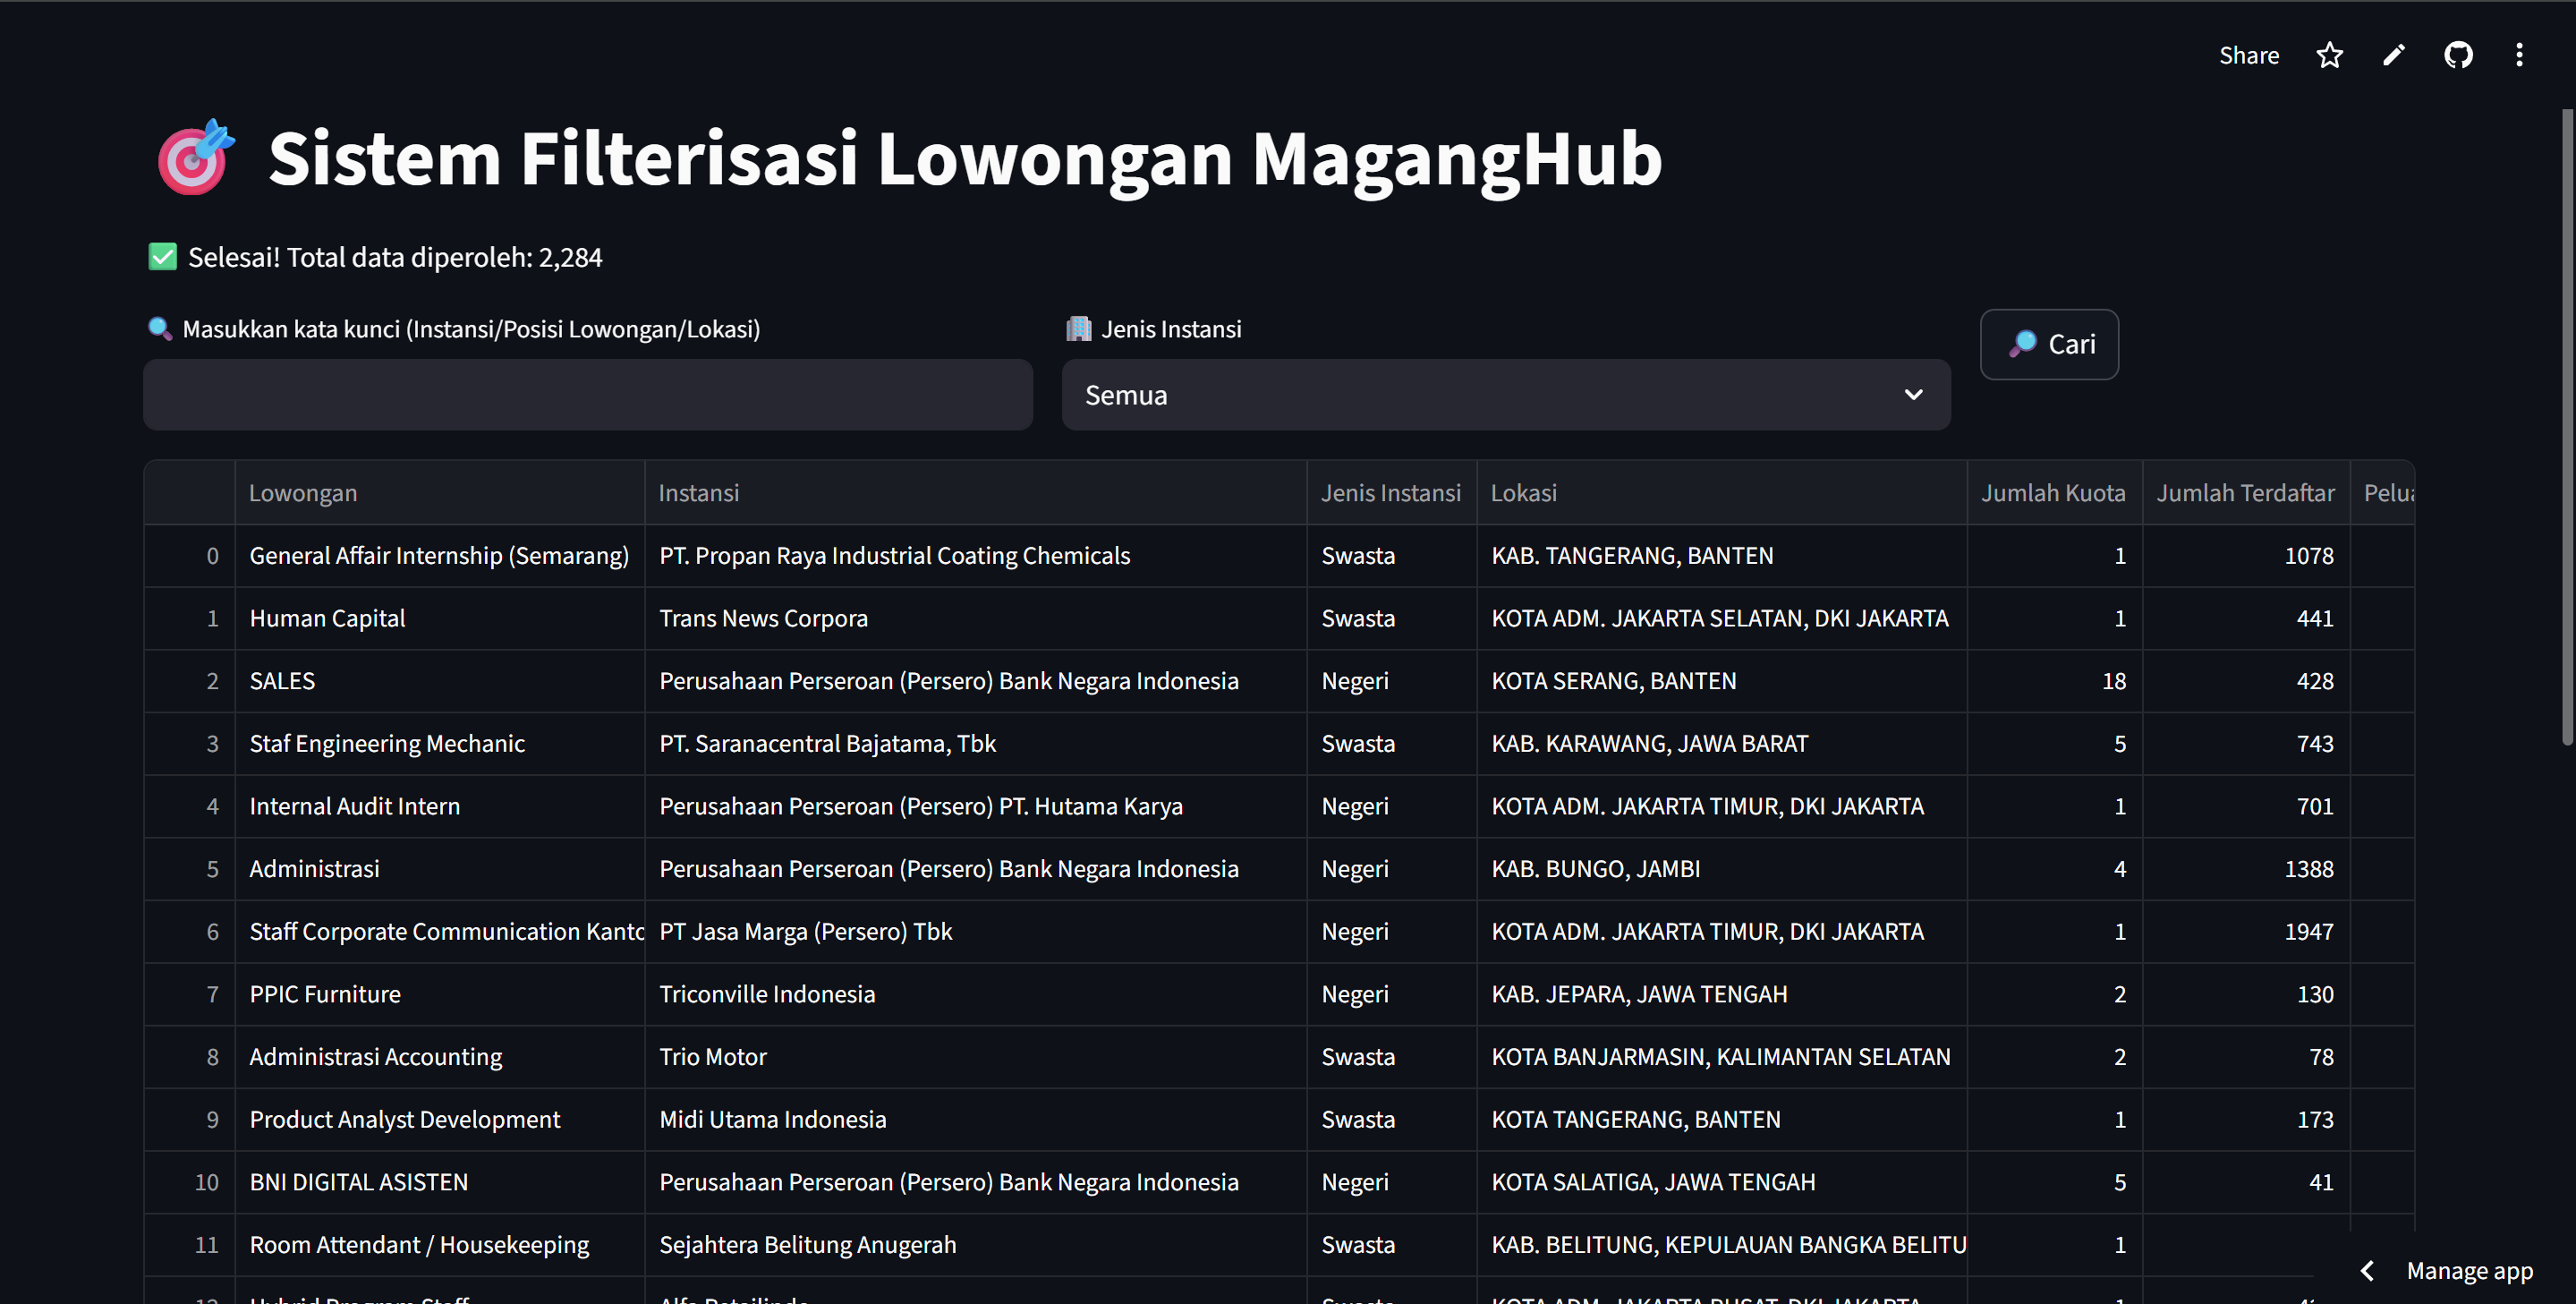 Share
Sistem Filterisasi Lowongan MagangHub
Selesai! Total data diperoleh: 2,284
Masukkan kata kunci (Instansi/Posisi Lowongan/Lokasi)
Jenis Instansi
Cari
Semua
Lowongan Instansi Jenis Instansi Lokasi Jumlah Kuota Jumlah Terdaftar Pelua
0 General Affair Internship (Semarang) PT. Propan Raya Industrial Coating Chemicals Swasta KAB. TANGERANG, BANTEN 1 1078
1 Human Capital Trans News Corpora Swasta KOTA ADM. JAKARTA SELATAN, DKI JAKARTA 1 441
2 SALES Perusahaan Perseroan (Persero) Bank Negara Indonesia Negeri KOTA SERANG, BANTEN 18 428
3 Staf Engineering Mechanic PT. Saranacentral Bajatama, Tbk Swasta KAB. KARAWANG, JAWA BARAT 5 743
4 Internal Audit Intern Perusahaan Perseroan (Persero) PT. Hutama Karya Negeri KOTA ADM. JAKARTA TIMUR, DKI JAKARTA 1 701
5 Administrasi Perusahaan Perseroan (Persero) Bank Negara Indonesia Negeri KAB. BUNGO, JAMBI 4 1388
6 Staff Corporate Communication Kanto PT Jasa Marga (Persero) Tbk Negeri KOTA ADM. JAKARTA TIMUR, DKI JAKARTA 1 1947
7 PPIC Furniture Triconville Indonesia Negeri KAB. JEPARA, JAWA TENGAH 2 130
8 Administrasi Accounting Trio Motor Swasta KOTA BANJARMASIN, KALIMANTAN SELATAN 2 78
9 Product Analyst Development Midi Utama Indonesia Swasta KOTA TANGERANG, BANTEN 1 173
10 BNI DIGITAL ASISTEN Perusahaan Perseroan (Persero) Bank Negara Indonesia Negeri KOTA SALATIGA, JAWA TENGAH 5 41
11 Room Attendant / Housekeeping Sejahtera Belitung Anugerah Swasta KAB. BELITUNG, KEPULAUAN BANGKA BELITU 1
Manage app